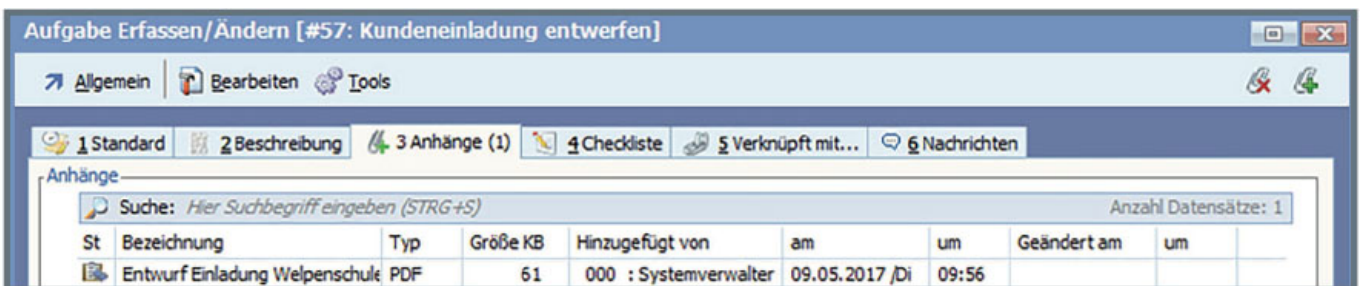 Aufgabe Erfassen/Ändern [#57: Kundeneinladung entwerfen]
Allgemein Bearbeiten Tools
1 Standard 2 Beschreibung 3 Anhänge (1) 4 Checkliste 5 Verknüpft mit... 6 Nachrichten
Anhänge
Suche: Hier Suchbegriff eingeben (STRG+S) Anzahl Datensätze: 1
St Bezeichnung Typ Größe KB Hinzugefügt von am um Geändert am um
Entwurf Einladung Welpenschule PDF 61 000 : Systemverwalter 09.05.2017 /Di 09:56